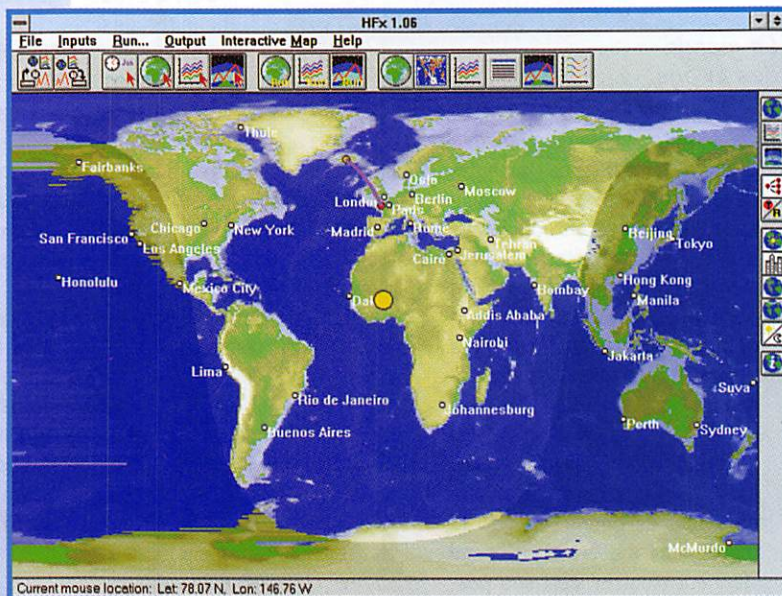 HFx 1.06
File Inputs Run... Output Interactive Map Help
Thule
Fairbanks
Oslo
Moscow
London
Berlin
Paris
Chicago
New York
Madrid
Rome
Beijing
San Francisco
Tokyo
Los Angeles
Tehran
Cairo
Jerusalem
Honolulu
Mexico City
Hong Kong
Bombay
Manila
Addis Ababa
Nairobi
Jakarta
Lima
Suva
Rio de Janeiro
Johannesburg
Buenos Aires
Perth
Sydney
McMurdo
Current mouse location: Lat: 78.07 N, Lon: 146.76 W